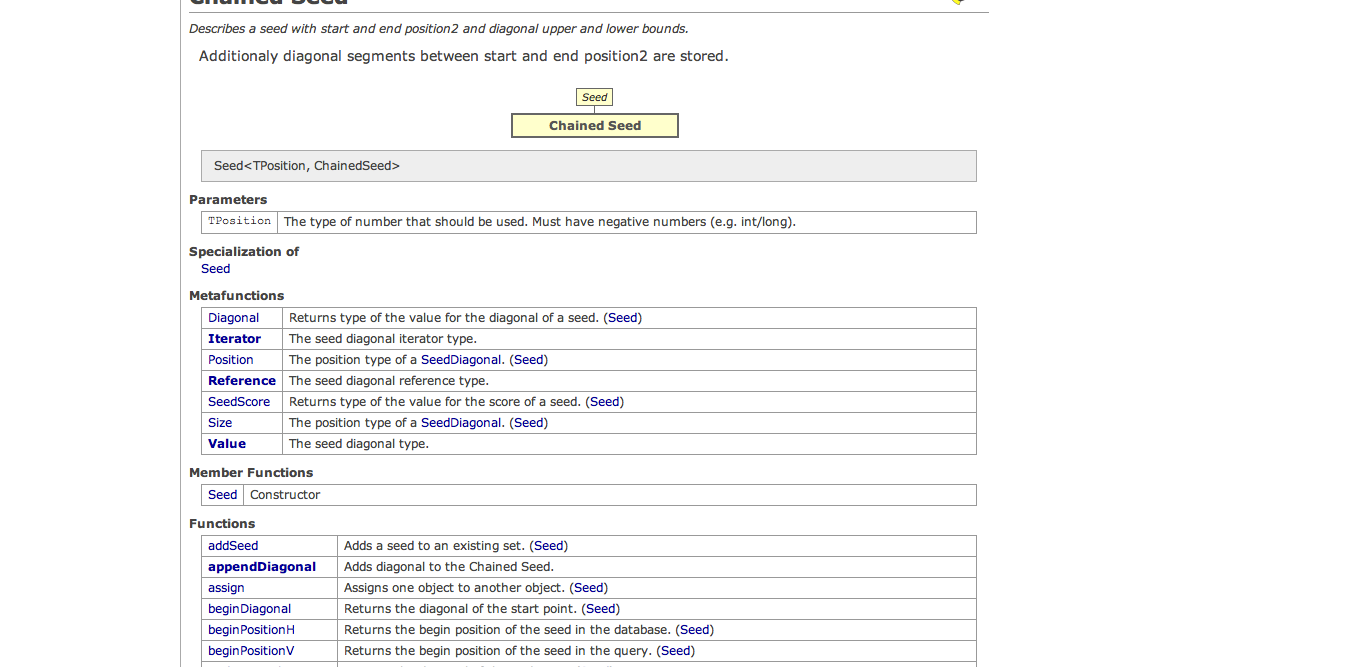 Chained Seed
Describes a seed with start and end position2 and diagonal upper and lower bounds.
Additionaly diagonal segments between start and end position2 are stored.
Seed
Chained Seed
Seed<TPosition, ChainedSeed>
Parameters
TPosition The type of number that should be used. Must have negative numbers (e.g. int/long).
Specialization of
Seed
Metafunctions
Diagonal Returns type of the value for the diagonal of a seed. (Seed)
Iterator The seed diagonal iterator type.
Position The position type of a SeedDiagonal. (Seed)
Reference The seed diagonal reference type.
SeedScore Returns type of the value for the score of a seed. (Seed)
Size The position type of a SeedDiagonal. (Seed)
Value The seed diagonal type.
Member Functions
Seed Constructor
Functions
addSeed Adds a seed to an existing set. (Seed)
appendDiagonal Adds diagonal to the Chained Seed.
assign Assigns one object to another object. (Seed)
beginDiagonal Returns the diagonal of the start point. (Seed)
beginPositionH Returns the begin position of the seed in the database. (Seed)
beginPositionV Returns the begin position of the seed in the query. (Seed)